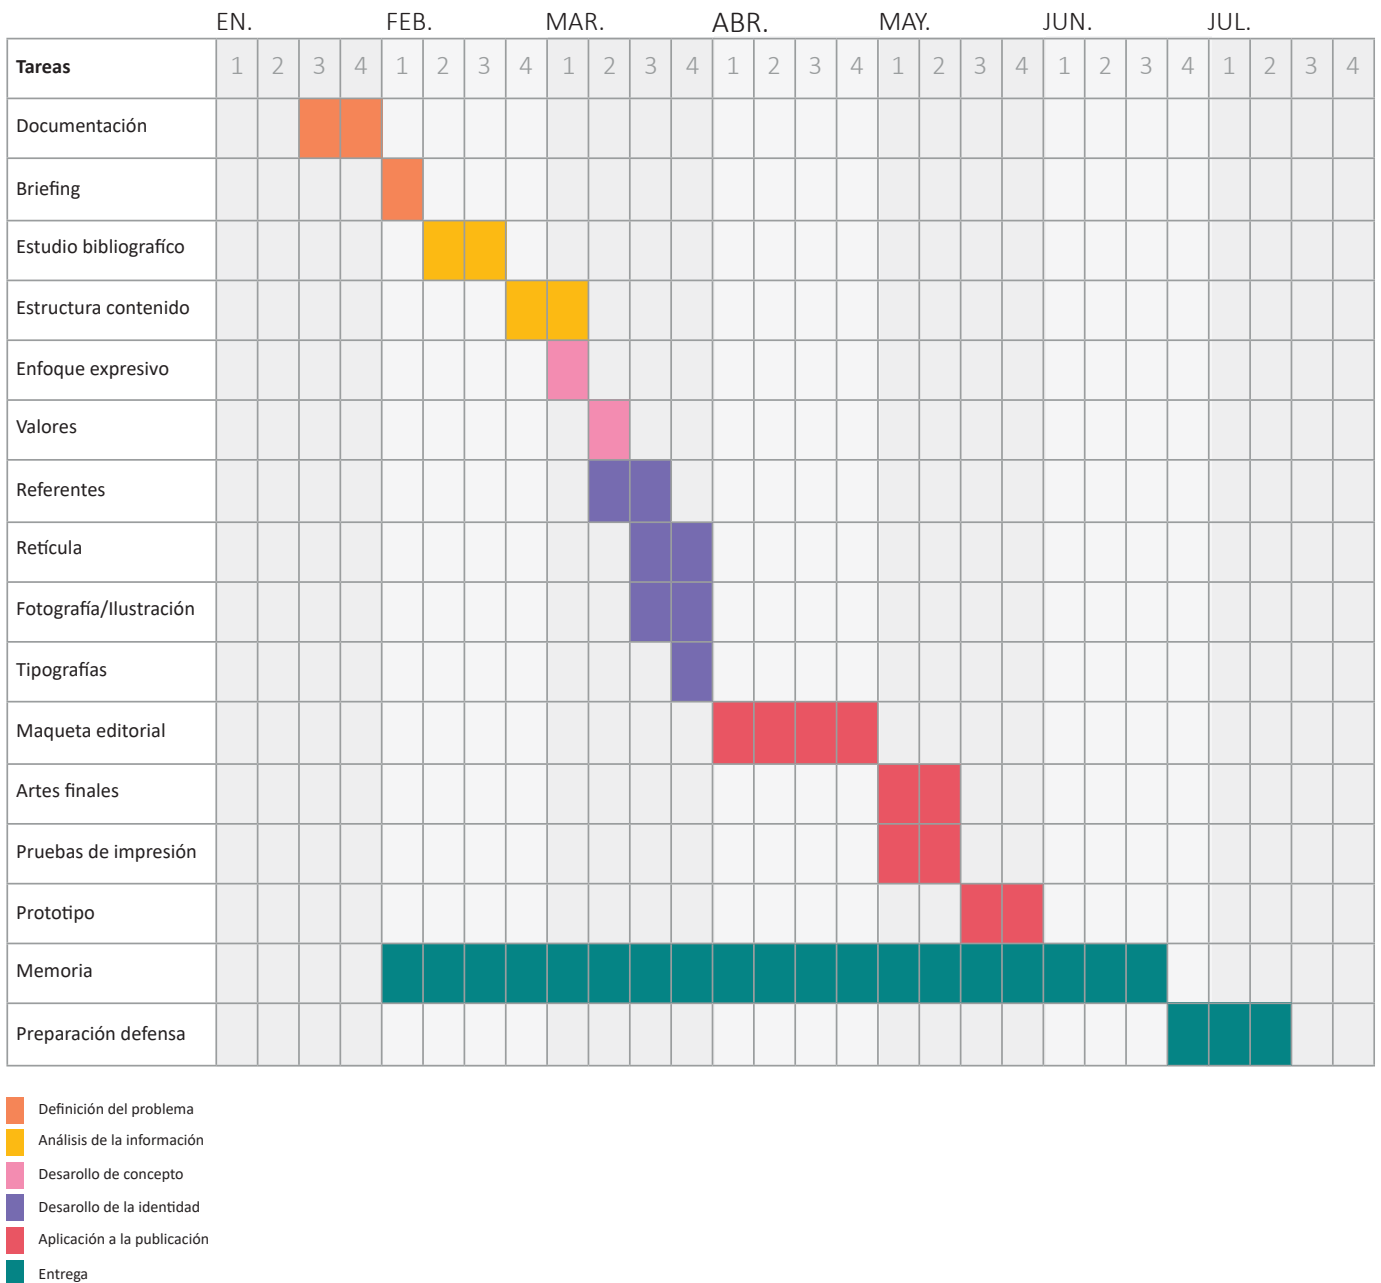 EN. FEB. MAR. ABR. MAY. JUN. JUL.
Tareas 1 2 3 4 1 2 3 4 1 2 3 4 1 2 3 4 1 2 3 4 1 2 3 4 1 2 3 4
Documentación
Briefing
Estudio bibliografíco
Estructura contenido
Enfoque expresivo
Valores
Referentes
Retícula
Fotografía/Ilustración
Tipografías
Maqueta editorial
Artes finales
Pruebas de impresión
Prototipo
Memoria
Preparación defensa
Definición del problema
Análisis de la información
Desarollo de concepto
Desarollo de la identidad
Aplicación a la publicación
Entrega